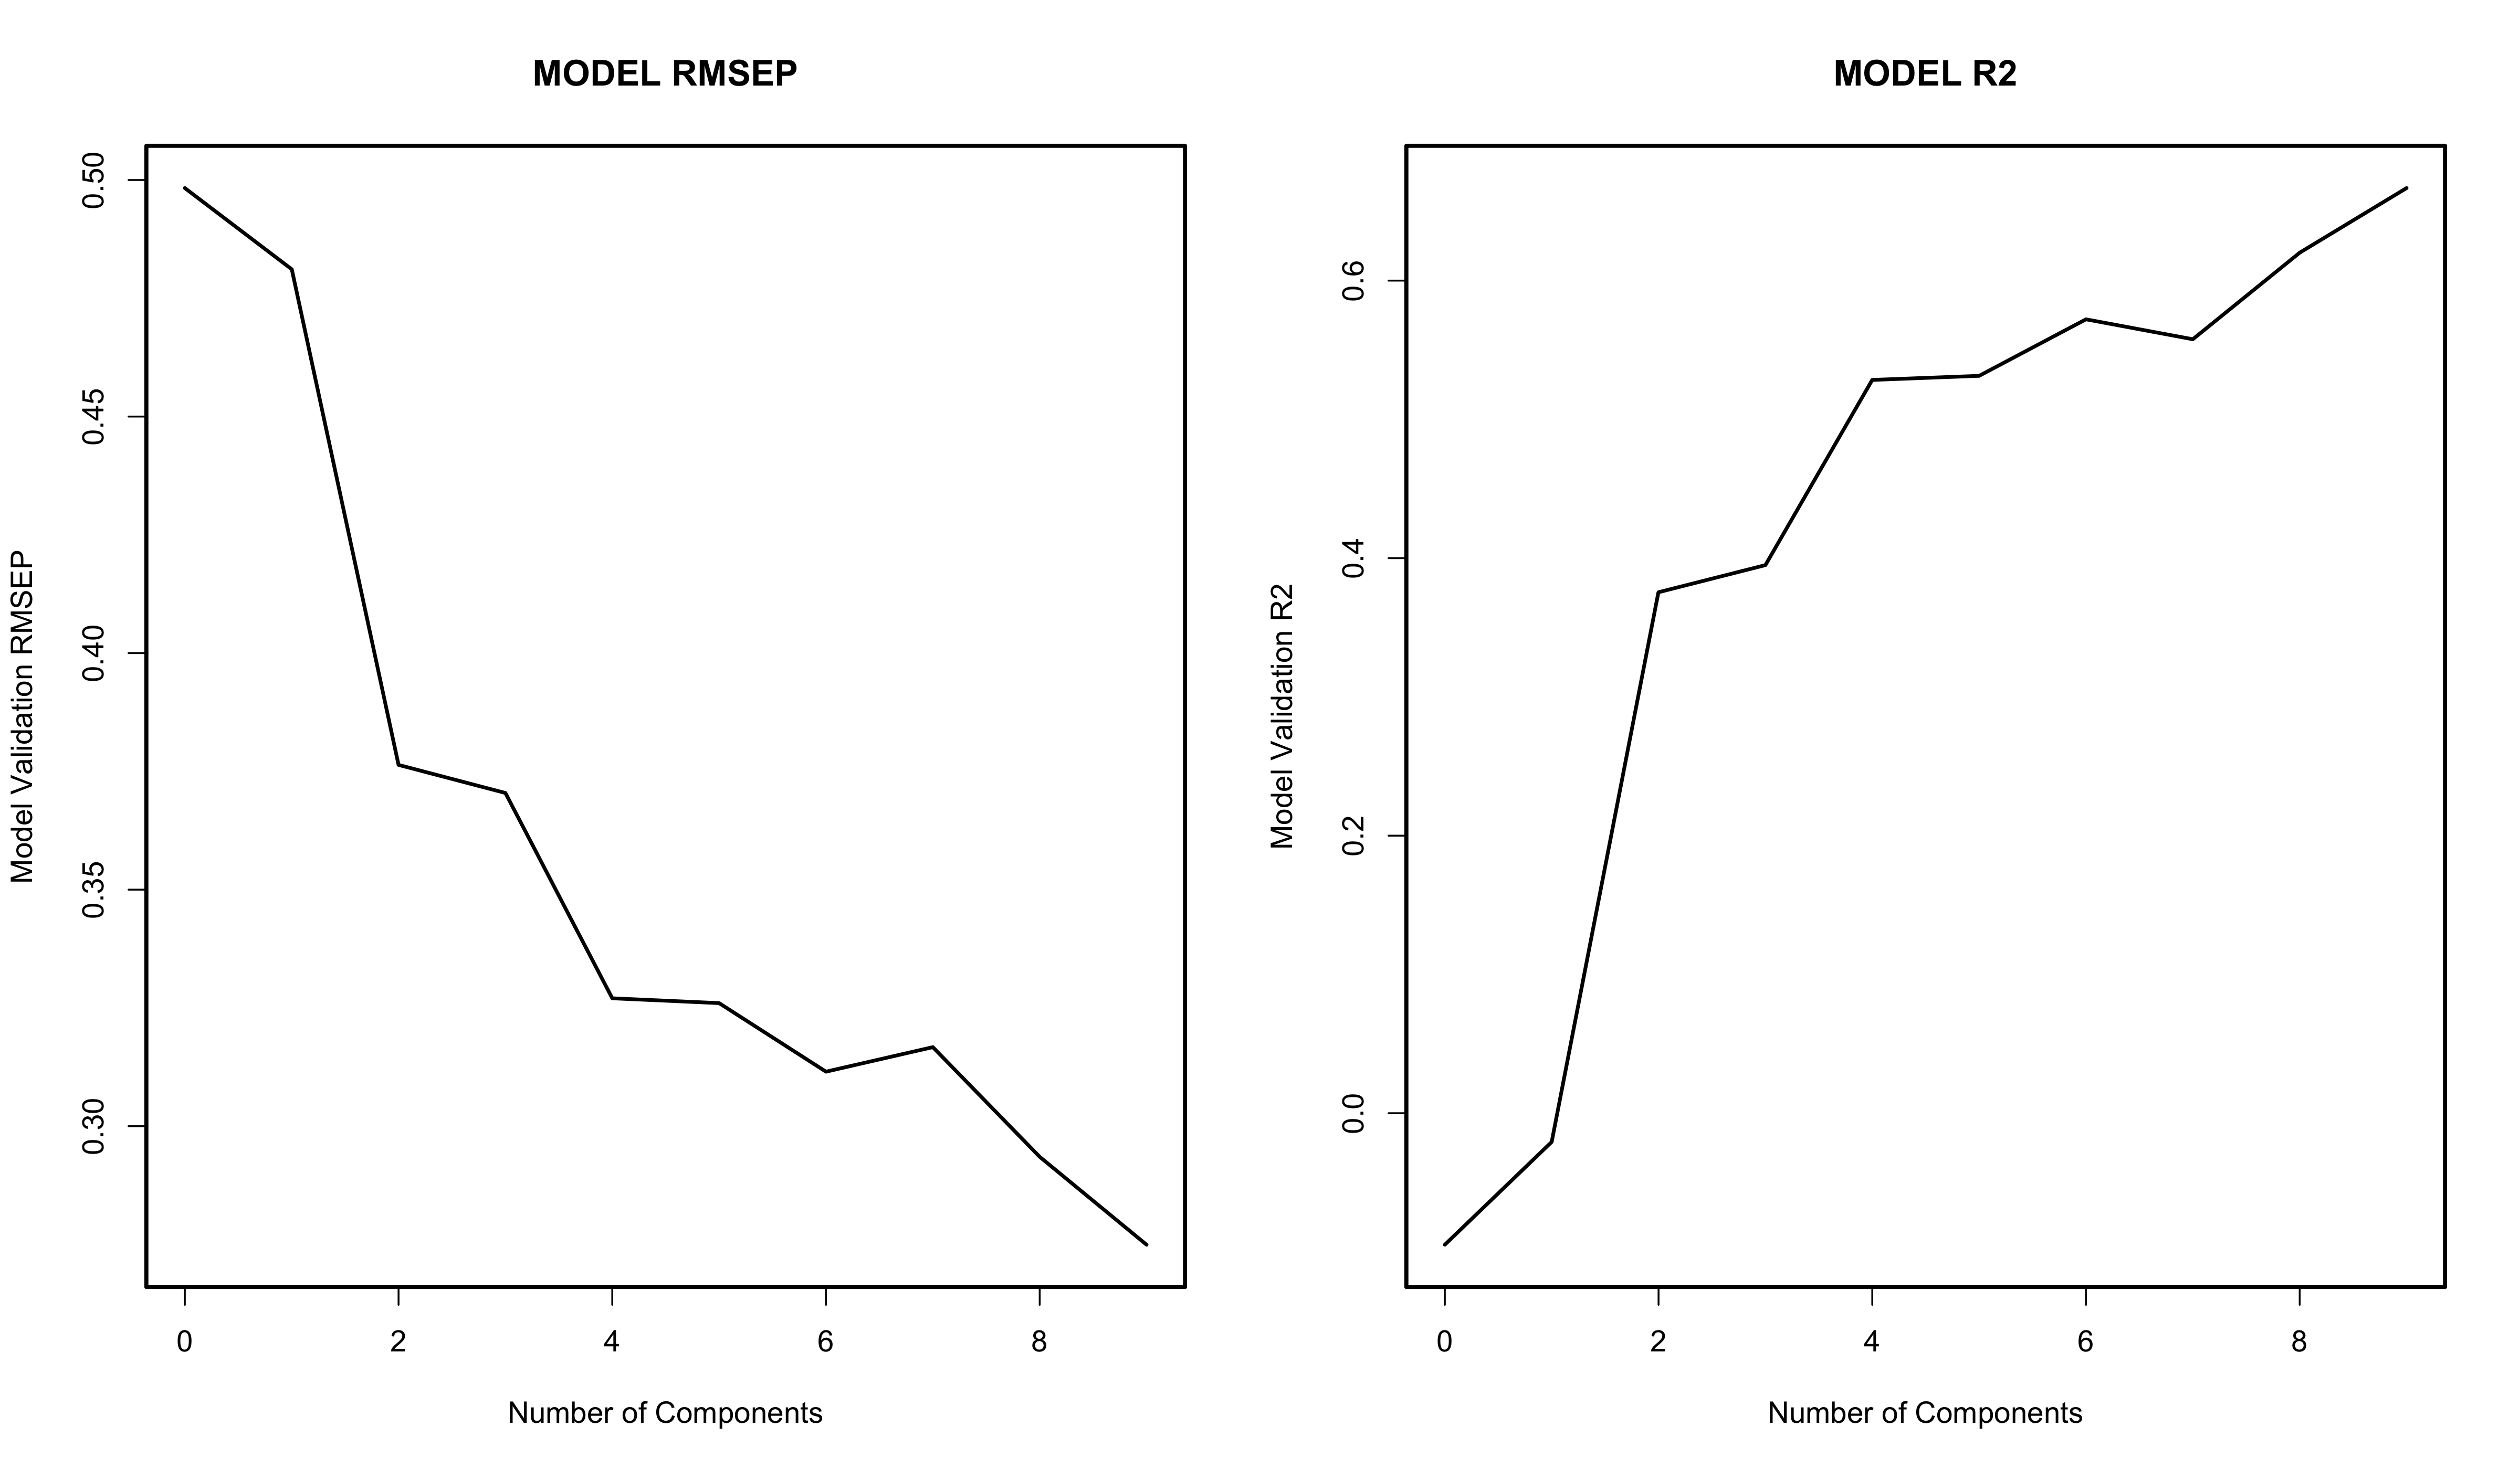 MODEL RMSEP
Model Validation RMSEP
0.50
0.45
0.40
0.35
0.30
0 2 4 6 8
Number of Components
MODEL R2
Model Validation R2
0.6
0.4
0.2
0.0
0 2 4 6 8
Number of Components